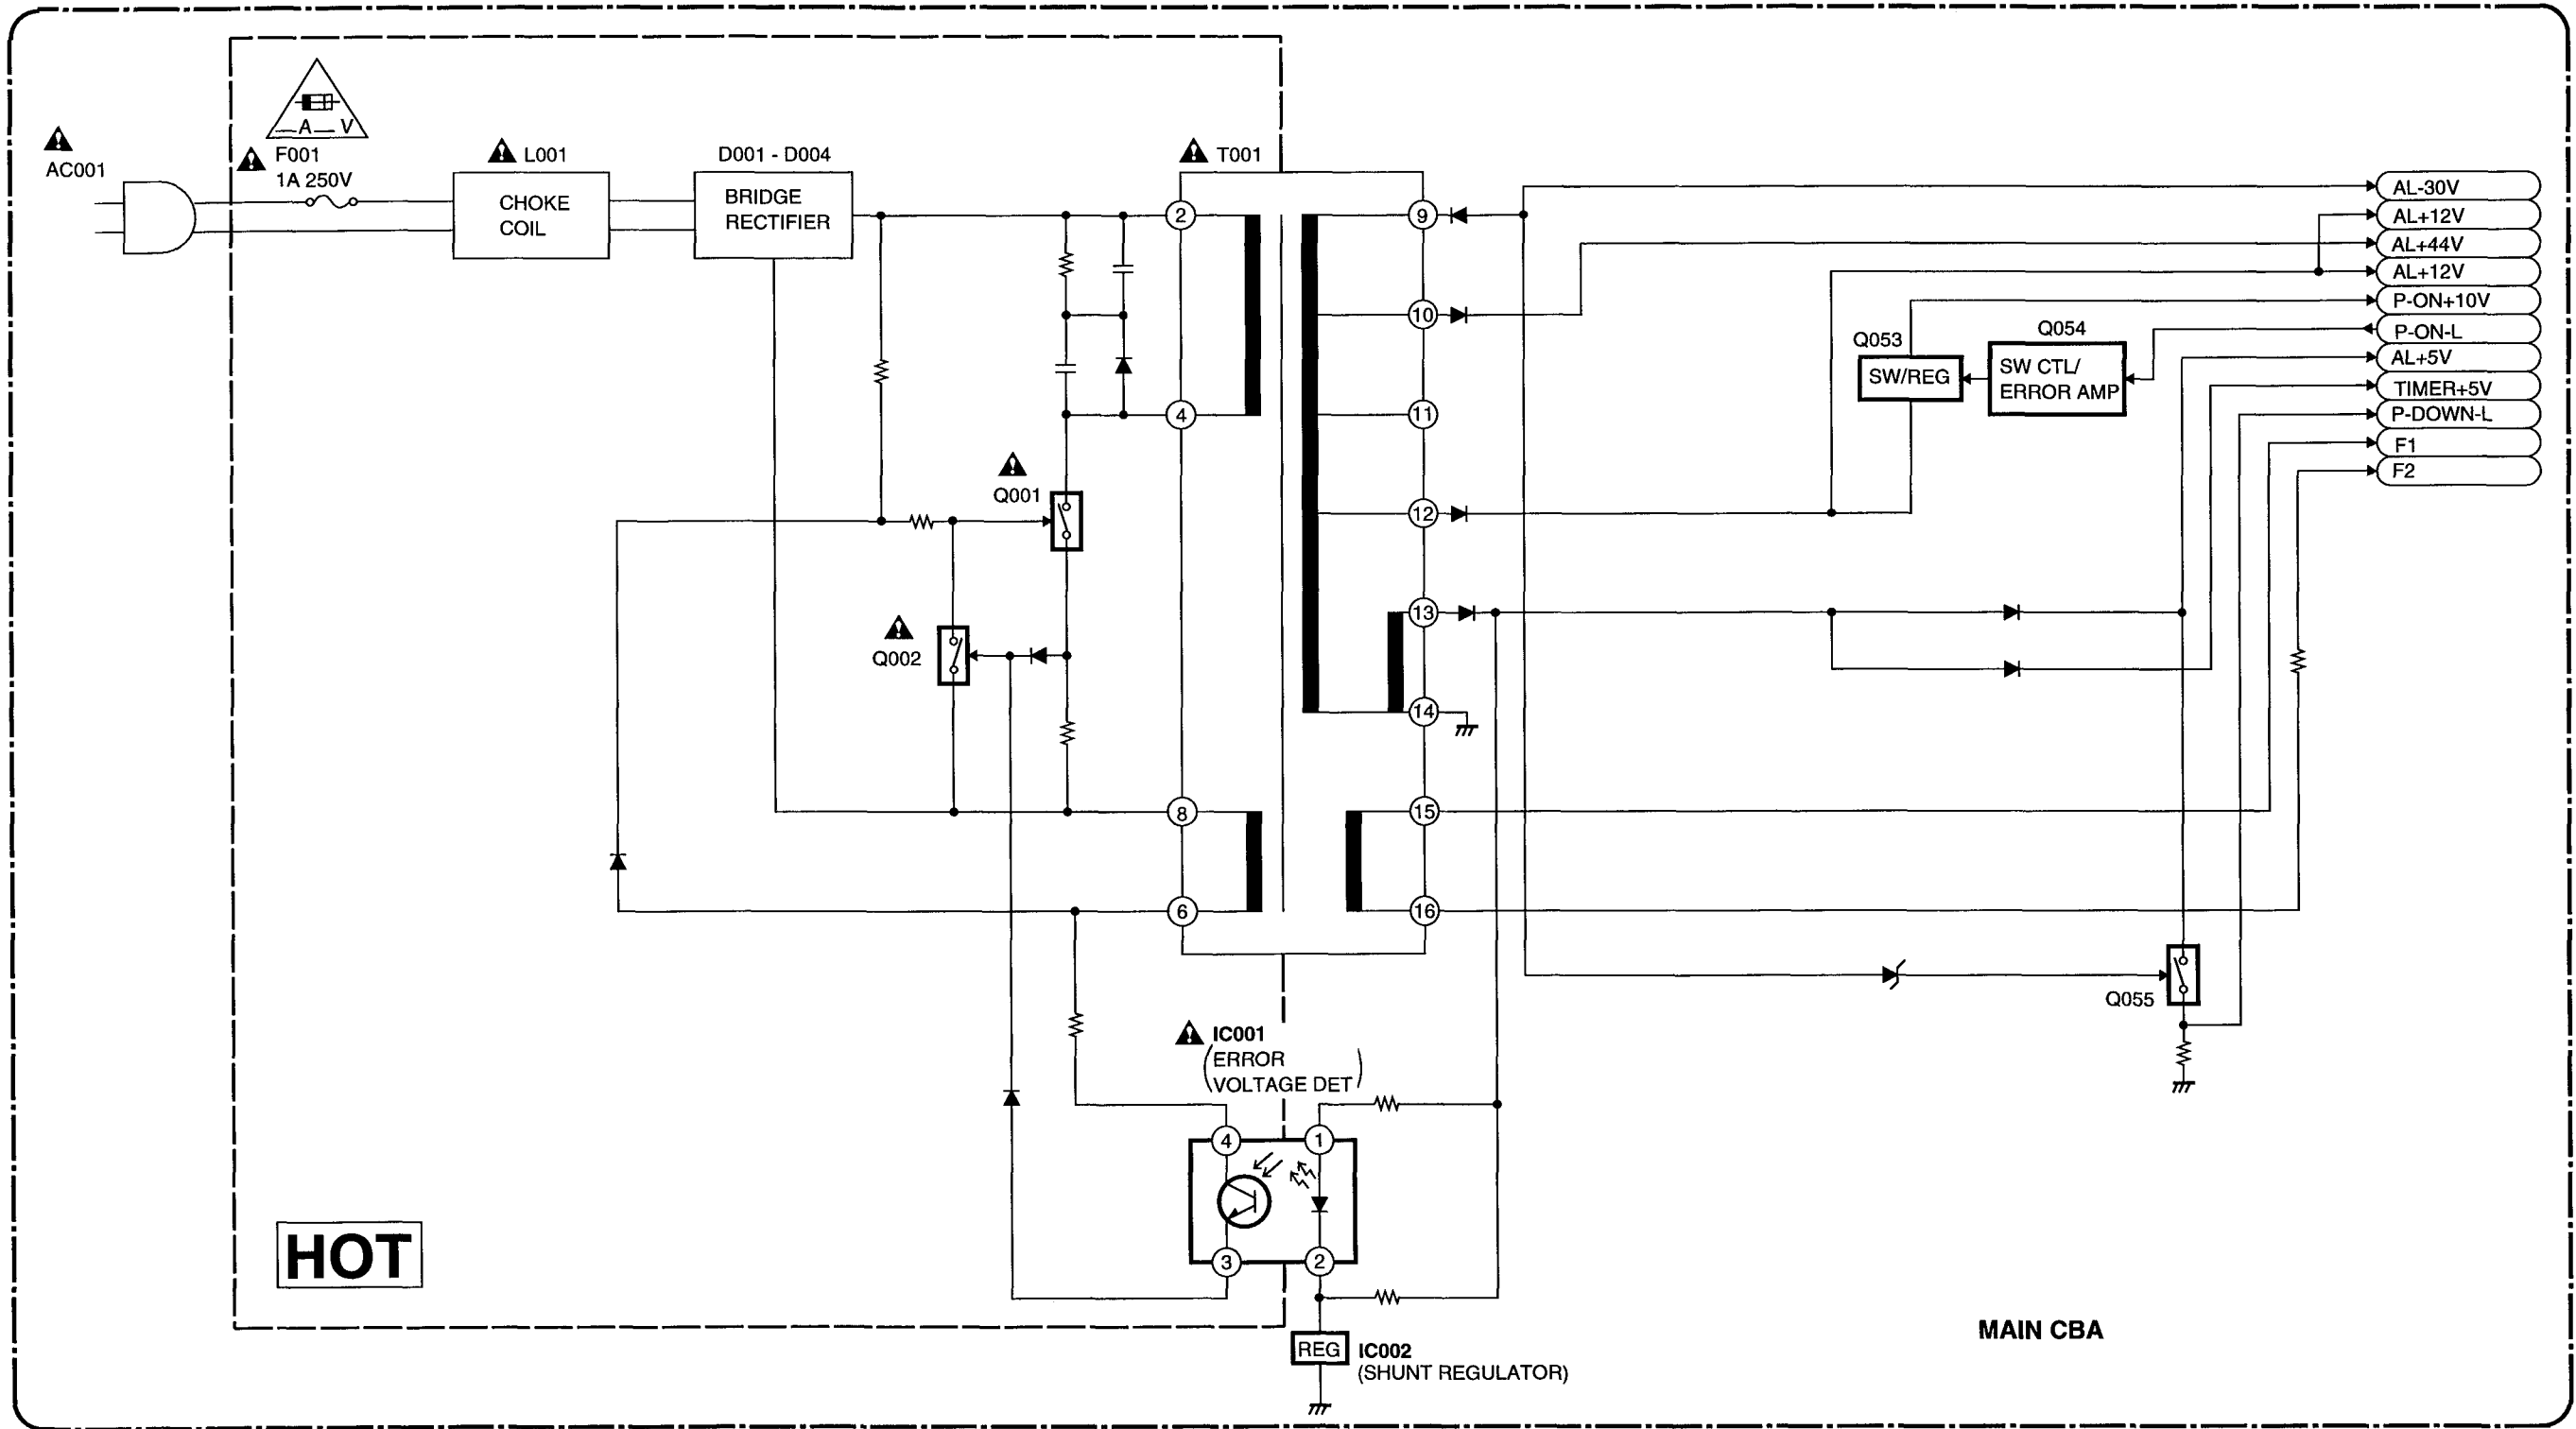 AC001
A V
F001
1A 250V
L001
CHOKE
COIL
D001 - D004
BRIDGE
RECTIFIER
T001
2
4
8
6
9
10
11
12
13
14
15
16
Q001
Q002
Q053
SW/REG
Q054
SW CTL/
ERROR AMP
AL-30V
AL+12V
AL+44V
AL+12V
P-ON+10V
P-ON-L
AL+5V
TIMER+5V
P-DOWN-L
F1
F2
Q055
IC001
(ERROR
VOLTAGE DET)
4
1
3
2
REG
IC002
(SHUNT REGULATOR)
HOT
MAIN CBA